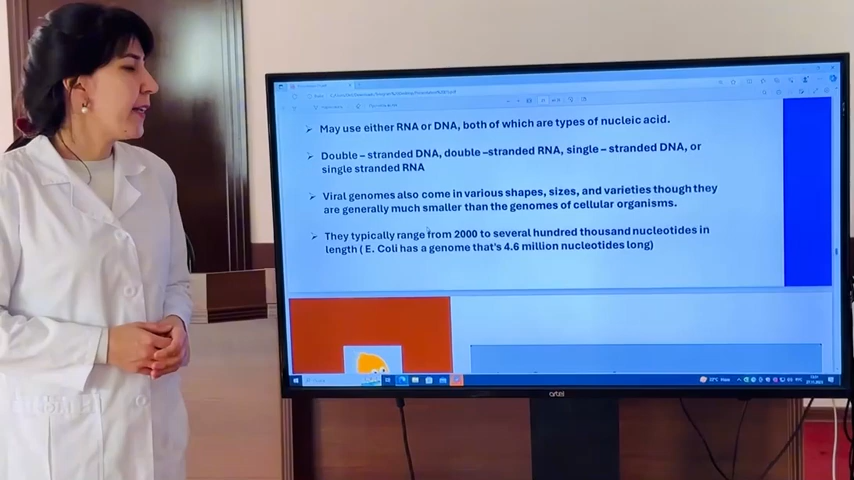 ➢ May use either RNA or DNA, both of which are types of nucleic acid.
➢ Double – stranded DNA, double –stranded RNA, single – stranded DNA, or
single stranded RNA
➢ Viral genomes also come in various shapes, sizes, and varieties though they
are generally much smaller than the genomes of cellular organisms.
➢ They typically range from 2000 to several hundred thousand nucleotides in
length ( E. Coli has a genome that's 4.6 million nucleotides long)
artel